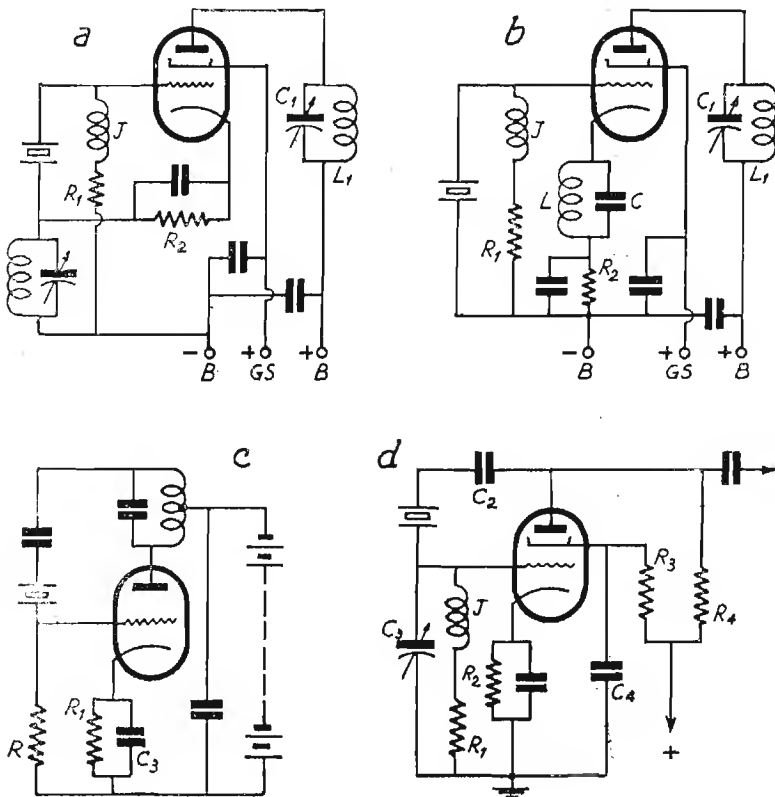 a
J
C1
R1
R2
L1
- B
+ GS
+ B
b
J
C1
L
C
L1
R1
R2
- B
+ GS
+ B
c
R
R1
C3
d
C2
J
R3
C3
R4
R2
C4
R1
+